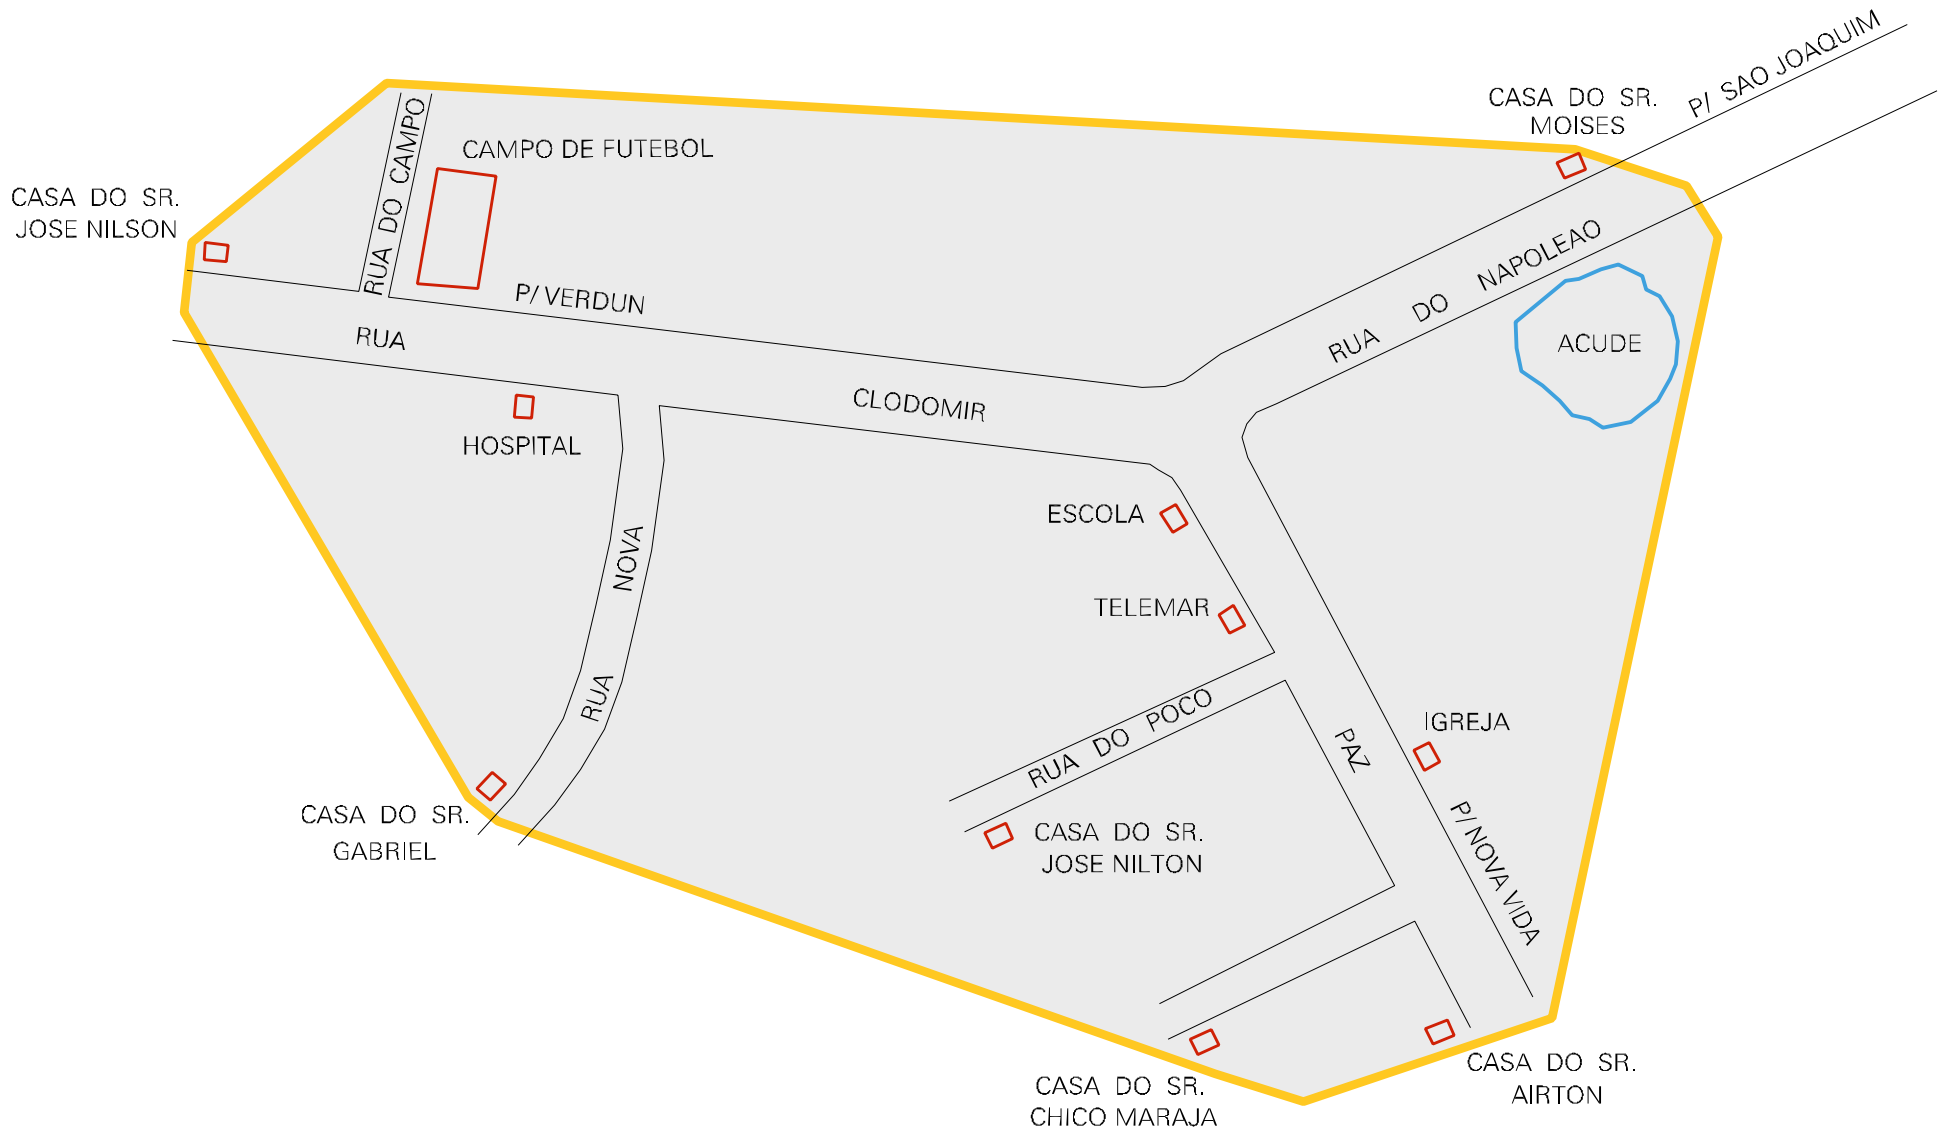 P/ SAO JOAQUIM
CASA DO SR.
MOISES
RUA DO CAMPO
CAMPO DE FUTEBOL
CASA DO SR.
JOSE NILSON
RUA DO NAPOLEAO
P/ VERDUN
RUA CLODOMIR
ACUDE
HOSPITAL
ESCOLA
RUA NOVA
TELEMAR
RUA DO POCO
IGREJA
PAZ
P/ NOVA VIDA
CASA DO SR.
GABRIEL
CASA DO SR.
JOSE NILTON
CASA DO SR.
AIRTON
CASA DO SR.
CHICO MARAJA